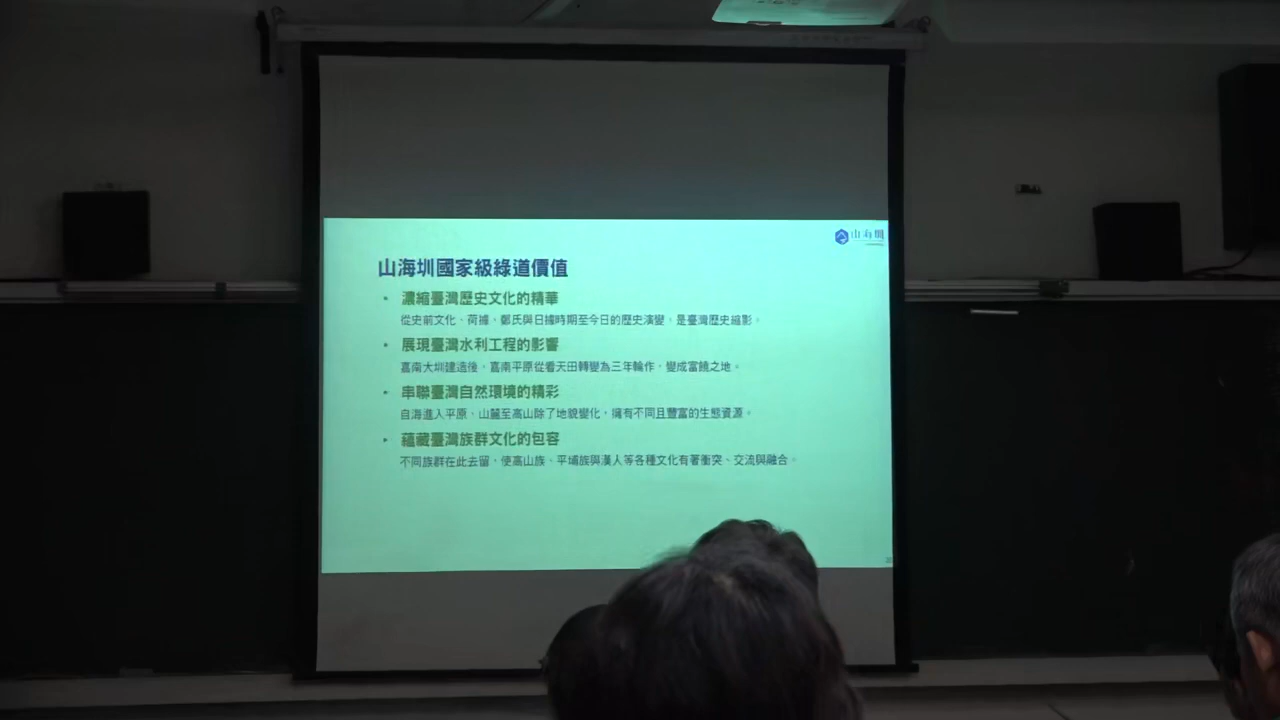 山海圳
山海圳國家級綠道價值
• 濃縮臺灣歷史文化的精華
從史前文化、荷據,鄭氏與日據時期至今日的歷史演變,是臺灣歷史縮影。
• 展現臺灣水利工程的影響
嘉南大圳建造後,嘉南平原從看天田轉變為三年輪作,變成富饒之地。
• 串聯臺灣自然環境的精彩
自海進入平原、山麓至高山除了地貌變化,擁有不同且豐富的生態資源。
• 蘊藏臺灣族群文化的包容
不同族群在此去留,使高山族、平埔族與漢人等各種文化有著衝突、交流與融合。